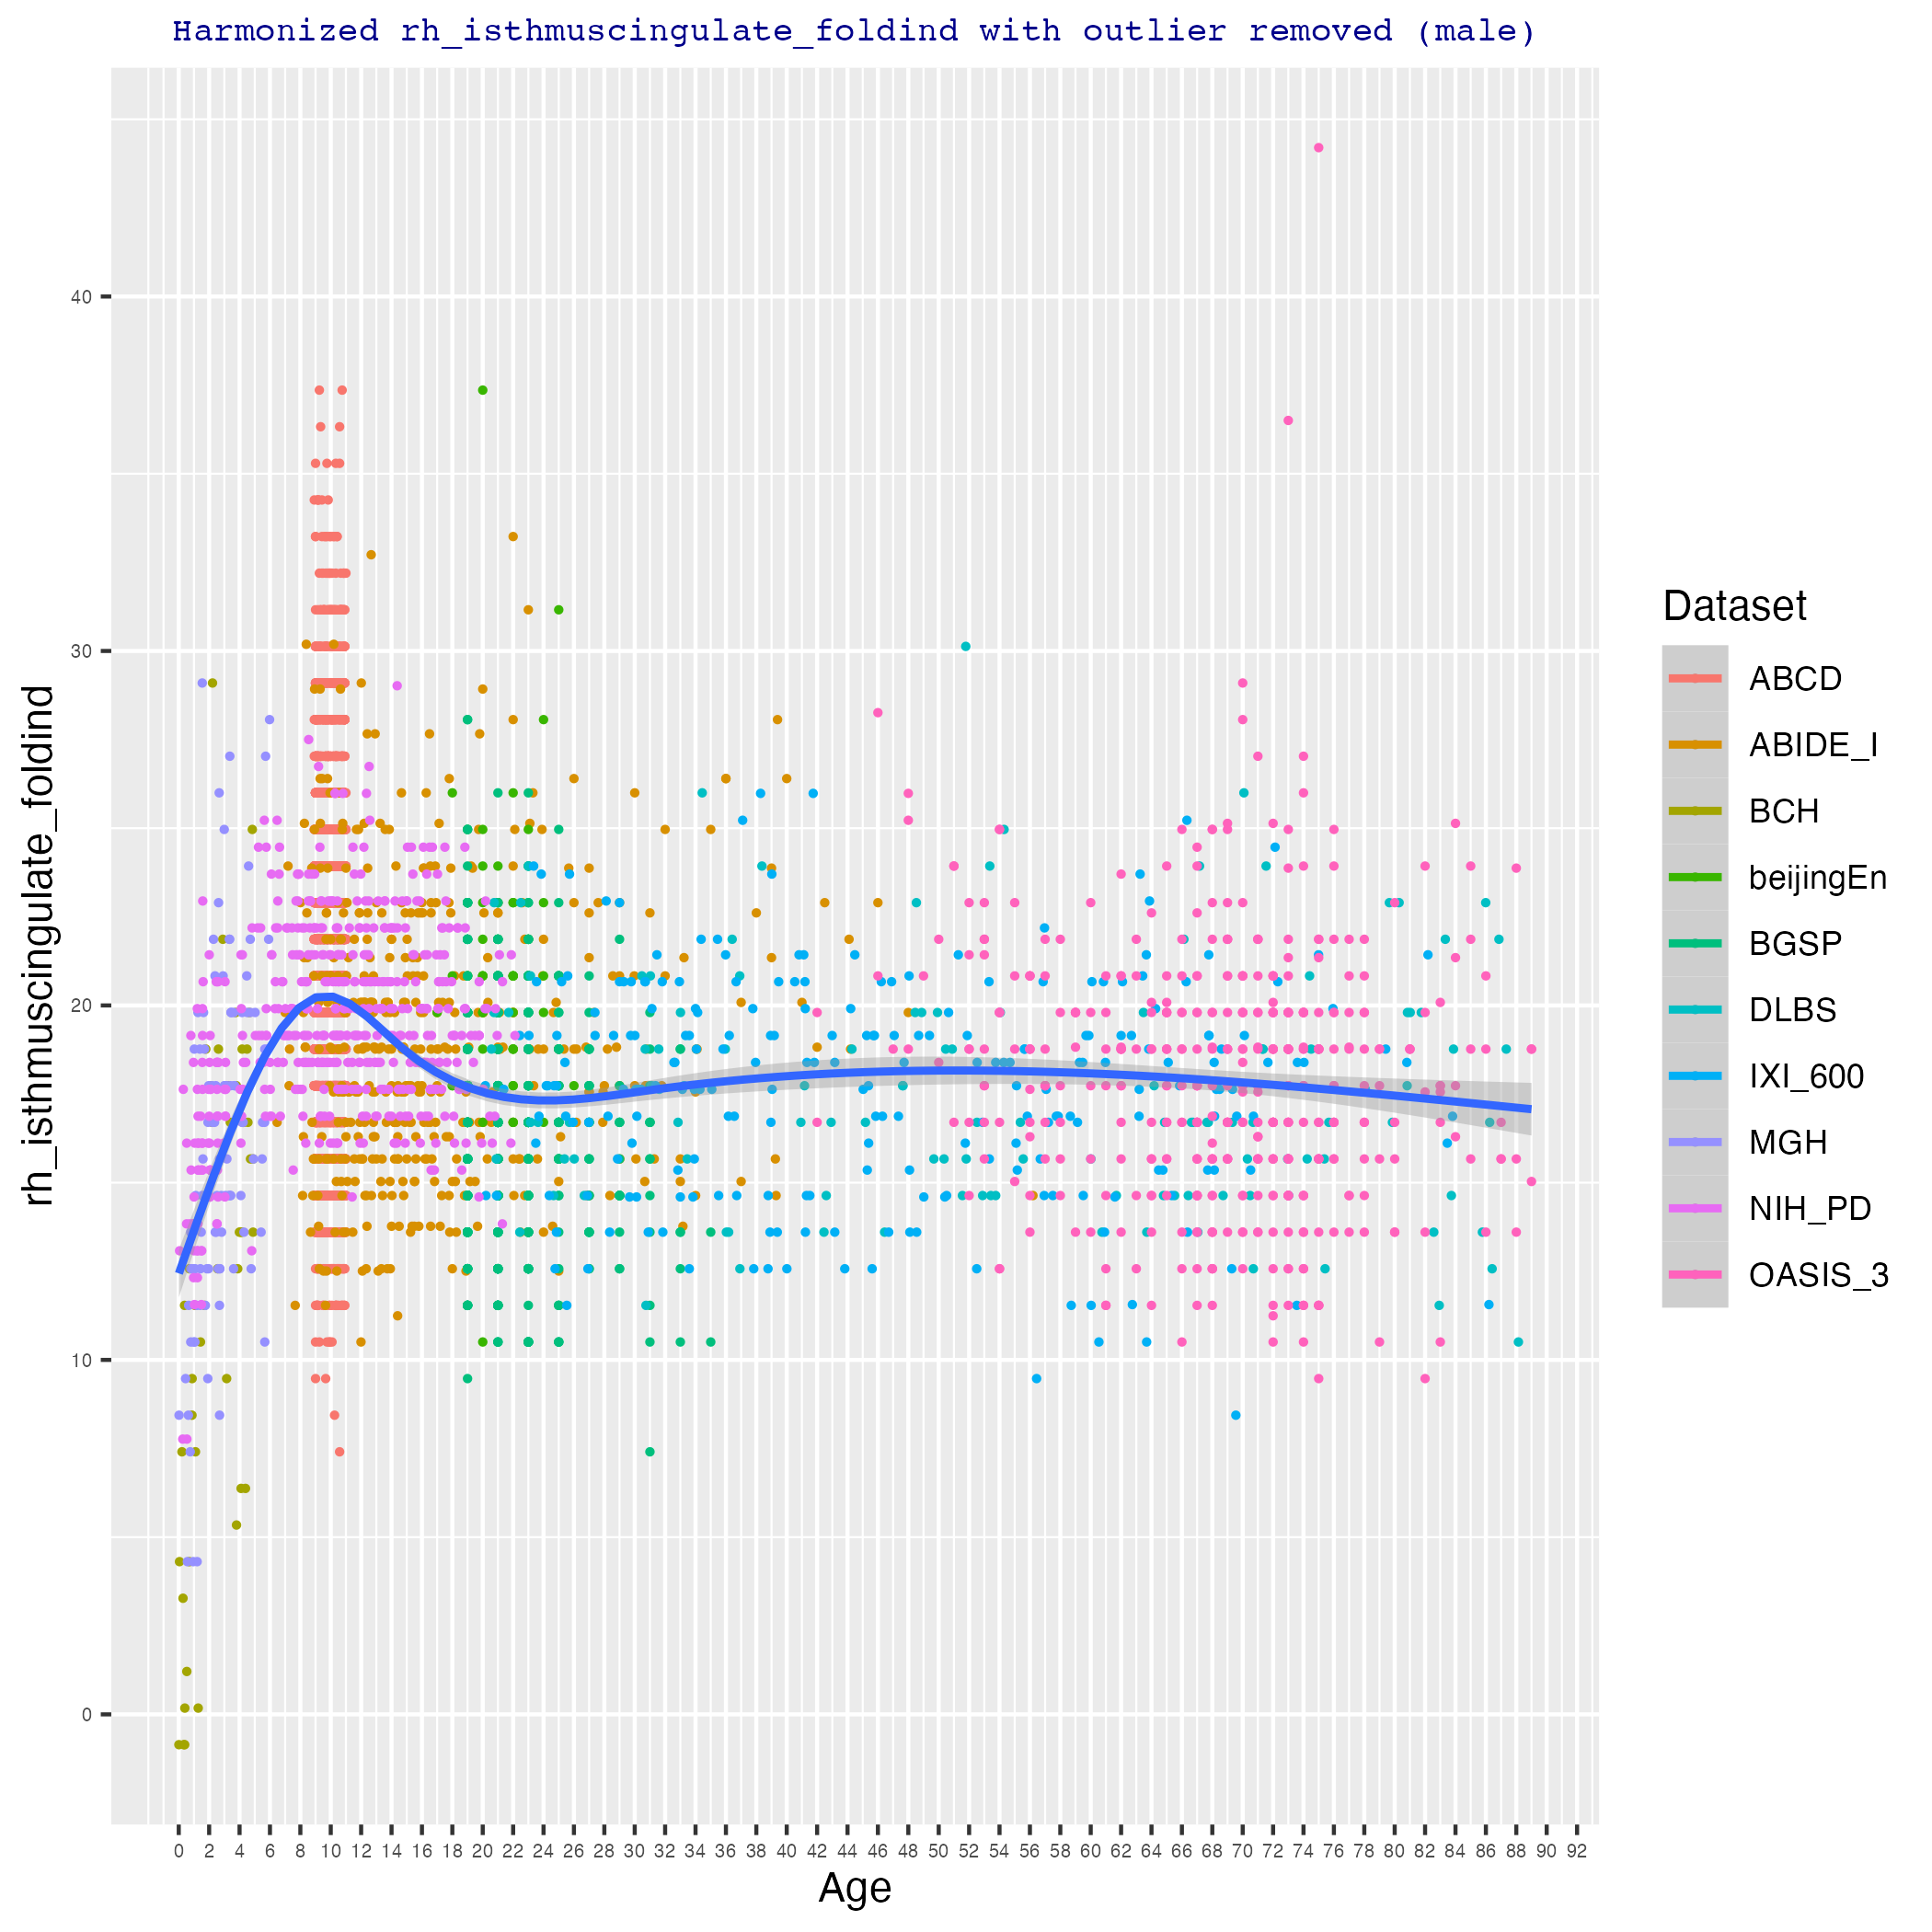 Harmonized rh_isthmuscingulate_foldind with outlier removed (male)
rh_isthmuscingulate_foldind
40
30
20
10
0
0 2 4 6 8 10 12 14 16 18 20 22 24 26 28 30 32 34 36 38 40 42 44 46 48 50 52 54 56 58 60 62 64 66 68 70 72 74 76 78 80 82 84 86 88 90 92
Age
Dataset
ABCD
ABIDE_I
BCH
beijingEn
BGSP
DLBS
IXI_600
MGH
NIH_PD
OASIS_3